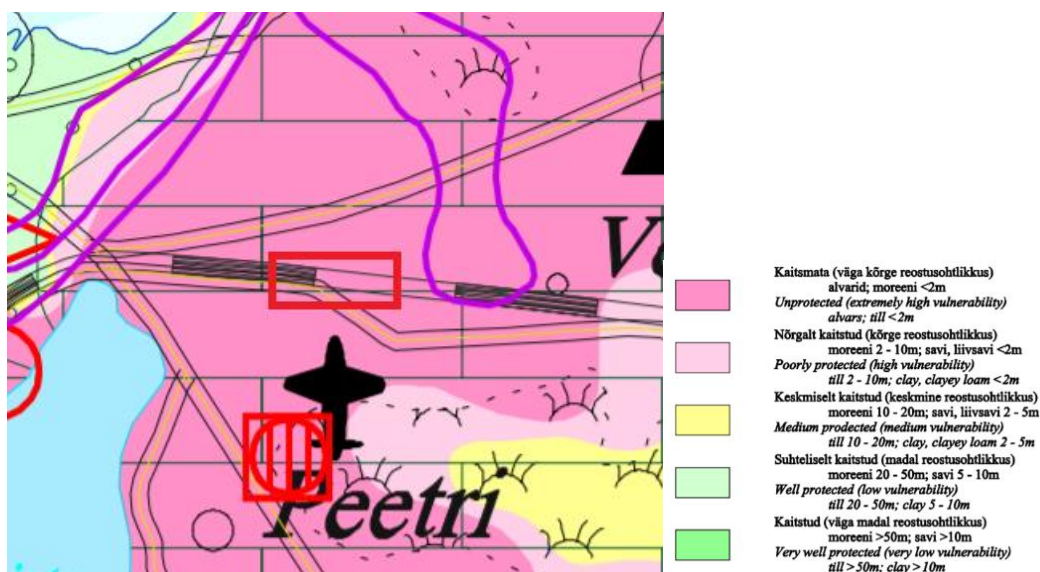 Peetri
Kaitsmata (väga kõrge reostusohtlikkus)
alvarid; moreeni <2m
Unprotected (extremely high vulnerability)
alvars; till <2m
Nõrgalt kaitstud (kõrge reostusohtlikkus)
moreeni 2 - 10m; savi, liivsavi <2m
Poorly protected (high vulnerability)
till 2 - 10m; clay, clayey loam <2m
Keskmiselt kaitstud (keskmine reostusohtlikkus)
moreeni 10 - 20m; savi, liivsavi 2 - 5m
Medium prodected (medium vulnerability)
till 10 - 20m; clay, clayey loam 2 - 5m
Suhteliselt kaitstud (madal reostusohtlikkus)
moreeni 20 - 50m; savi 5 - 10m
Well protected (low vulnerability)
till 20 - 50m; clay 5 - 10m
Kaitstud (väga madal reostusohtlikkus)
moreeni >50m; savi >10m
Very well protected (very low vulnerability)
till >50m; clay >10m